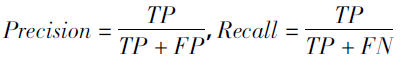 Precision = TP / TP + FP, Recall = TP / TP + FN